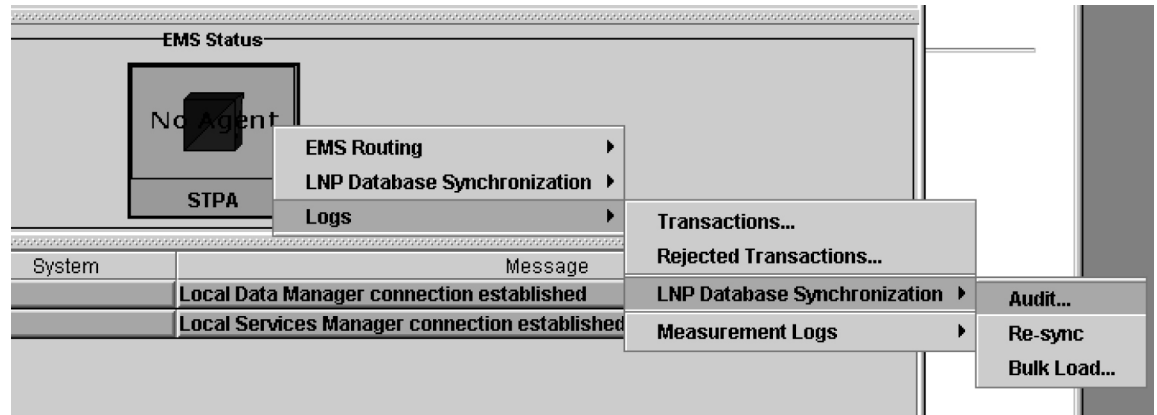 EMS Status
No Agent
STPA
EMS Routing
LNP Database Synchronization
Logs
Transactions...
Rejected Transactions...
LNP Database Synchronization
Measurement Logs
Audit...
Re-sync
Bulk Load...
System Message
Local Data Manager connection established
Local Services Manager connection established